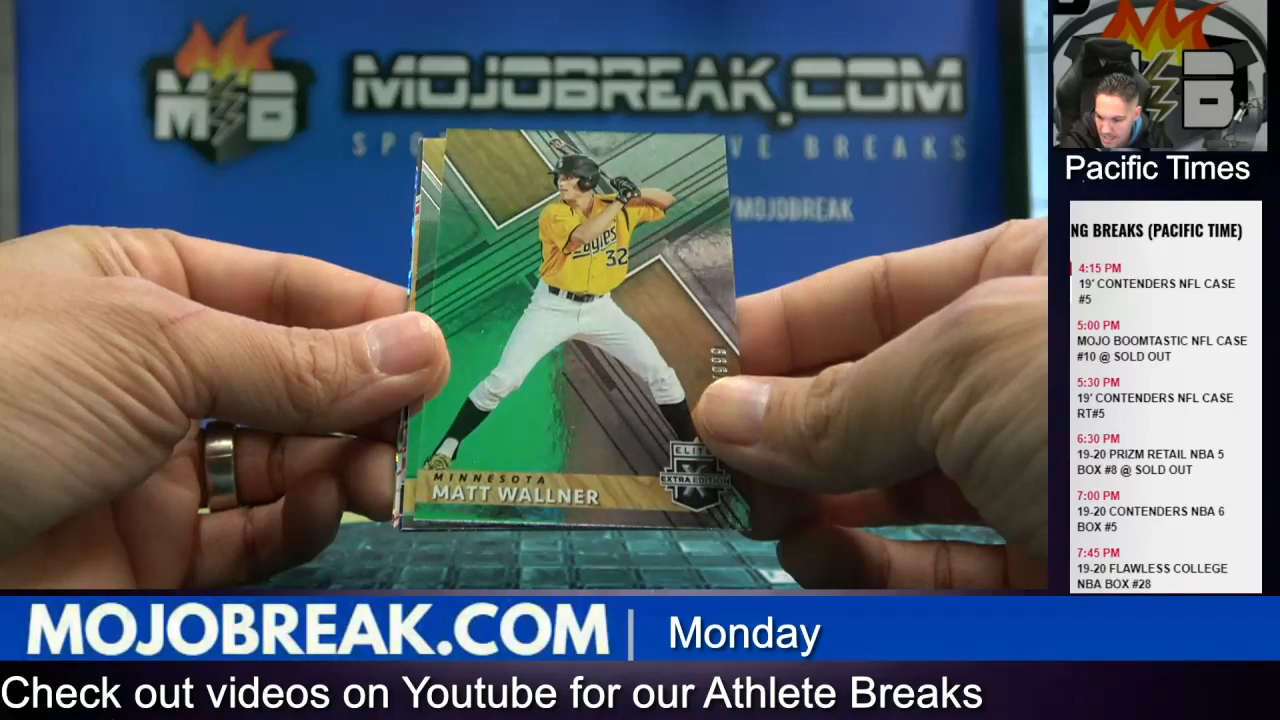 MB
MOJOBREAK.COM
SPO
VE BREAKS
/MOJOBREAK
Eagles
32
MINNESOTA
MATT WALLNER
ELITE
X
EXTRA EDITION
B
Pacific Times
NG BREAKS (PACIFIC TIME)
4:15 PM
19' CONTENDERS NFL CASE
#5
5:00 PM
MOJO BOOMTASTIC NFL CASE
#10 @ SOLD OUT
5:30 PM
19' CONTENDERS NFL CASE
RT#5
6:30 PM
19-20 PRIZM RETAIL NBA 5
BOX #8 @ SOLD OUT
7:00 PM
19-20 CONTENDERS NBA 6
BOX #5
7:45 PM
19-20 FLAWLESS COLLEGE
NBA BOX #28
MOJOBREAK.COM | Monday
Check out videos on Youtube for our Athlete Breaks